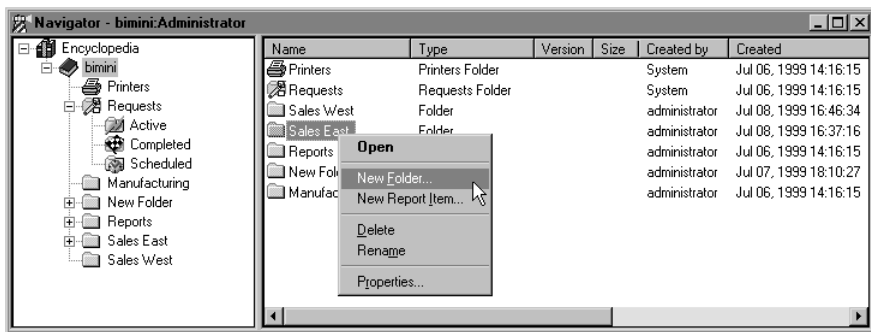 Navigator - bimini:Administrator
Encyclopedia
bimini
Printers
Requests
Active
Completed
Scheduled
Manufacturing
New Folder
Reports
Sales East
Sales West
Name Type Version Size Created by Created
Printers Printers Folder System Jul 06, 1999 14:16:15
Requests Requests Folder System Jul 06, 1999 14:16:15
Sales West Folder administrator Jul 08, 1999 16:46:34
Sales East Folder administrator Jul 08, 1999 16:37:16
Reports administrator Jul 06, 1999 14:16:15
New Fol administrator Jul 07, 1999 18:10:27
Manufac administrator Jul 06, 1999 14:16:15
Open
New Folder...
New Report Item...
Delete
Rename
Properties...